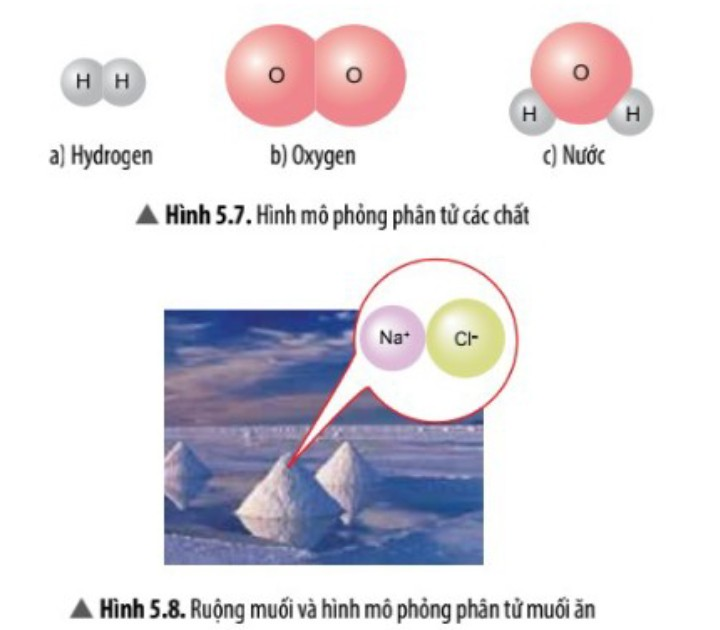 H H
O O
O
H H
a) Hydrogen
b) Oxygen
c) Nước
▲ Hình 5.7. Hình mô phỏng phân tử các chất
Na⁺ Cl⁻
▲ Hình 5.8. Ruộng muối và hình mô phỏng phân tử muối ăn